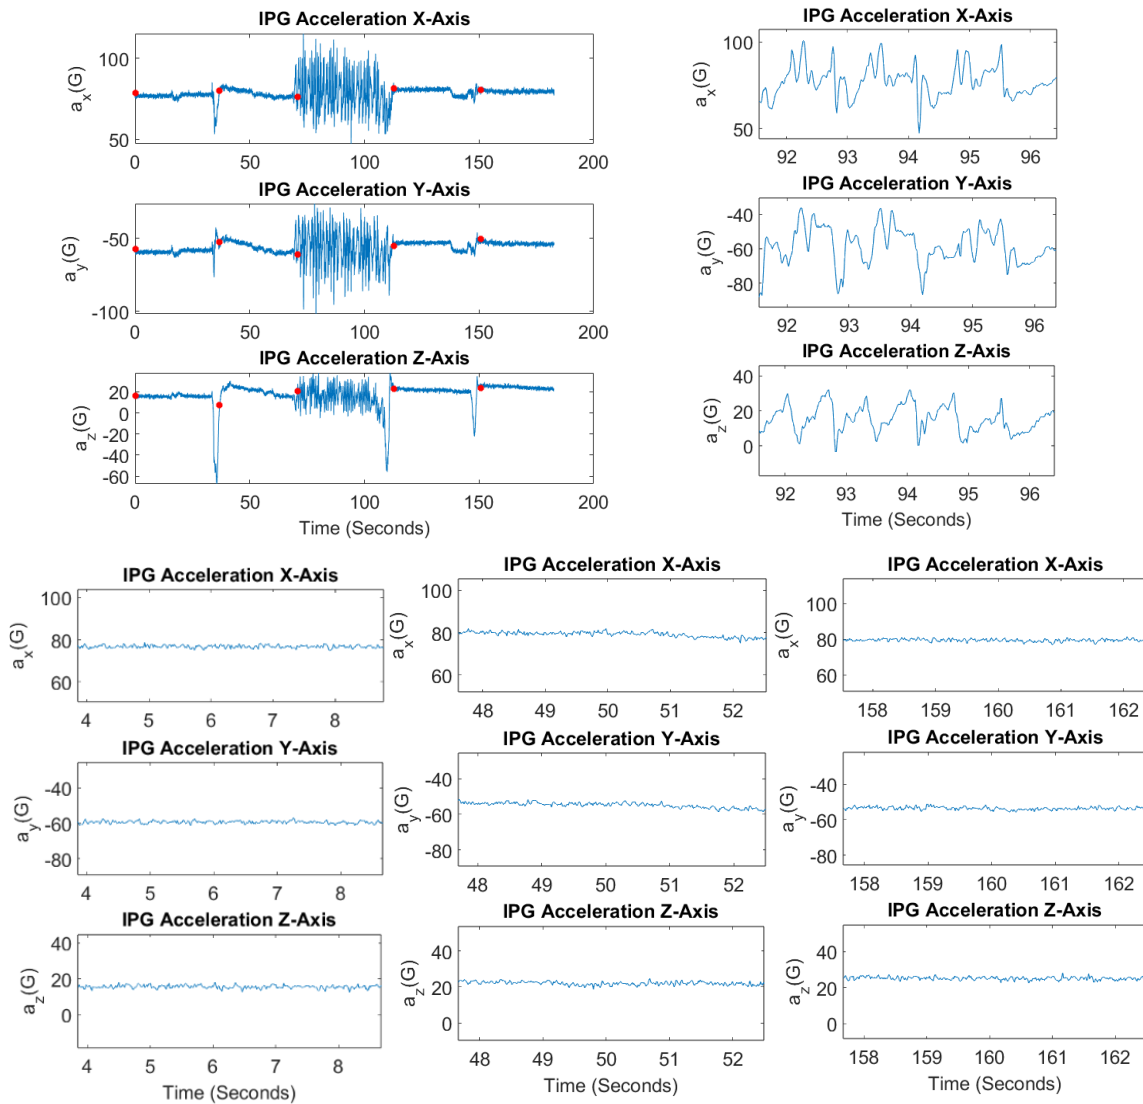 IPG Acceleration X-Axis
100
50
a_x(G)
0 50 100 150 200
IPG Acceleration Y-Axis
-50
-100
a_y(G)
0 50 100 150 200
IPG Acceleration Z-Axis
20
0
-20
-40
-60
a_z(G)
0 50 100 150 200
Time (Seconds)
IPG Acceleration X-Axis
100
50
a_x(G)
92 93 94 95 96
IPG Acceleration Y-Axis
-40
-60
-80
a_y(G)
92 93 94 95 96
IPG Acceleration Z-Axis
40
20
0
a_z(G)
92 93 94 95 96
Time (Seconds)
IPG Acceleration X-Axis
100
80
60
a_x(G)
4 5 6 7 8
IPG Acceleration Y-Axis
-40
-60
-80
a_y(G)
4 5 6 7 8
IPG Acceleration Z-Axis
40
20
0
a_z(G)
4 5 6 7 8
Time (Seconds)
IPG Acceleration X-Axis
100
80
60
a_x(G)
48 49 50 51 52
IPG Acceleration Y-Axis
-40
-60
-80
a_y(G)
48 49 50 51 52
IPG Acceleration Z-Axis
40
20
0
a_z(G)
48 49 50 51 52
Time (Seconds)
IPG Acceleration X-Axis
100
80
60
a_x(G)
158 159 160 161 162
IPG Acceleration Y-Axis
-40
-60
-80
a_y(G)
158 159 160 161 162
IPG Acceleration Z-Axis
40
20
0
a_z(G)
158 159 160 161 162
Time (Seconds)